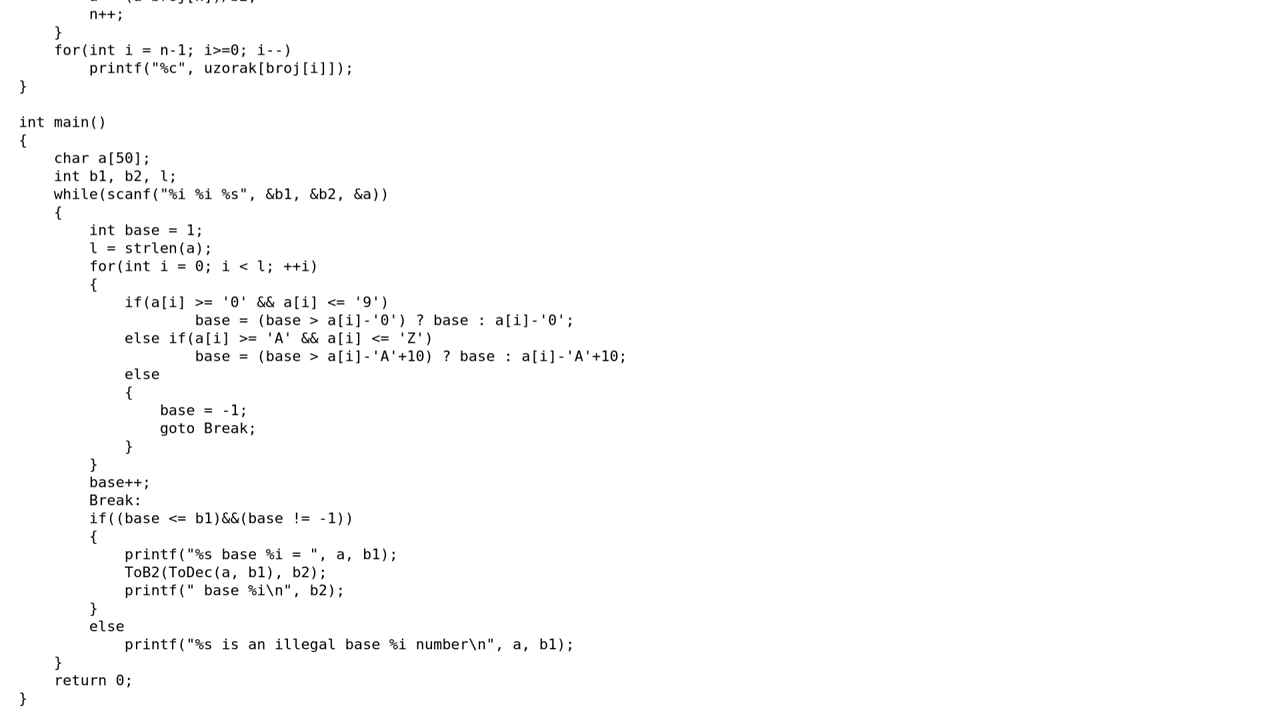 n++;
}
for(int i = n-1; i>=0; i--)
printf("%c", uzorak[broj[i]]);
}
int main()
{
char a[50];
int b1, b2, l;
while(scanf("%i %i %s", &b1, &b2, &a))
{
int base = 1;
l = strlen(a);
for(int i = 0; i < l; ++i)
{
if(a[i] >= '0' && a[i] <= '9')
base = (base > a[i]-'0') ? base : a[i]-'0';
else if(a[i] >= 'A' && a[i] <= 'Z')
base = (base > a[i]-'A'+10) ? base : a[i]-'A'+10;
else
{
base = -1;
goto Break;
}
}
base++;
Break:
if((base <= b1)&&(base != -1))
{
printf("%s base %i = ", a, b1);
ToB2(ToDec(a, b1), b2);
printf(" base %i\n", b2);
}
else
printf("%s is an illegal base %i number\n", a, b1);
}
return 0;
}